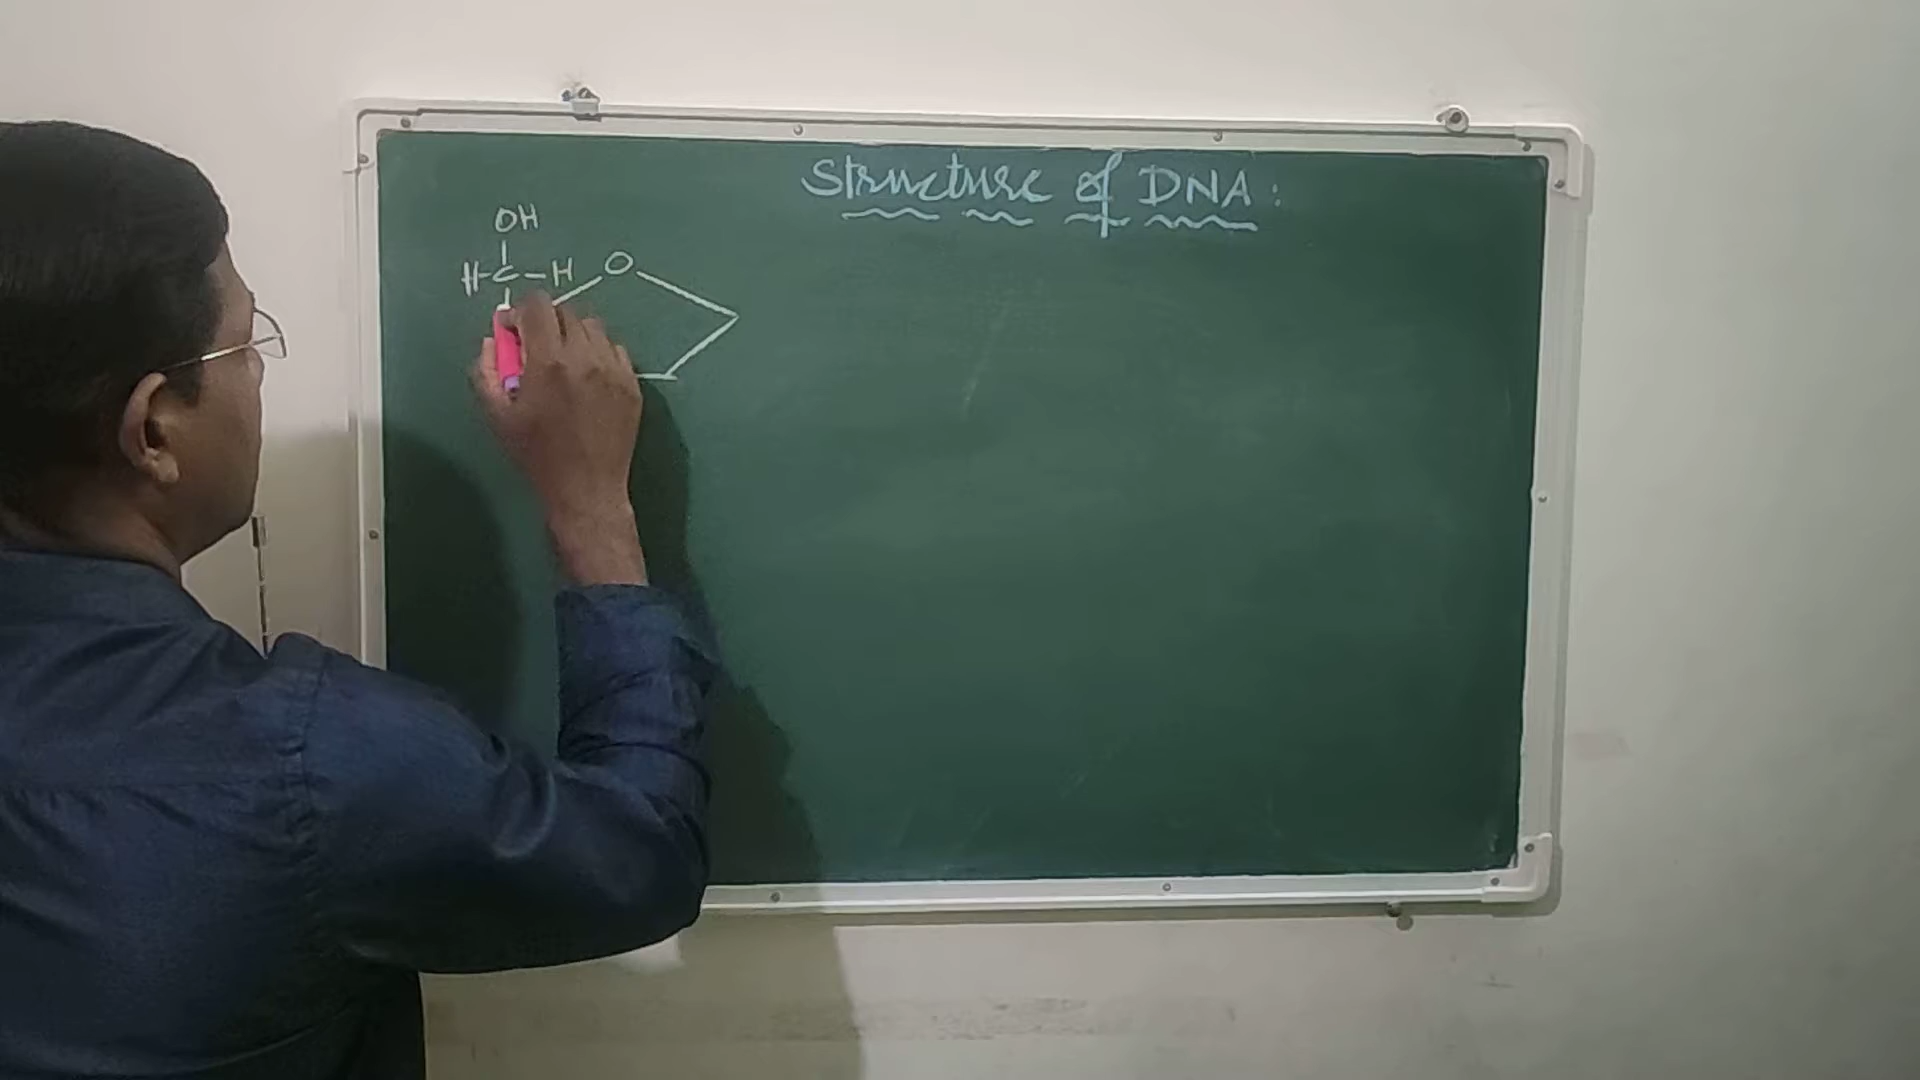 Structure of DNA:
OH
H-C-H
O